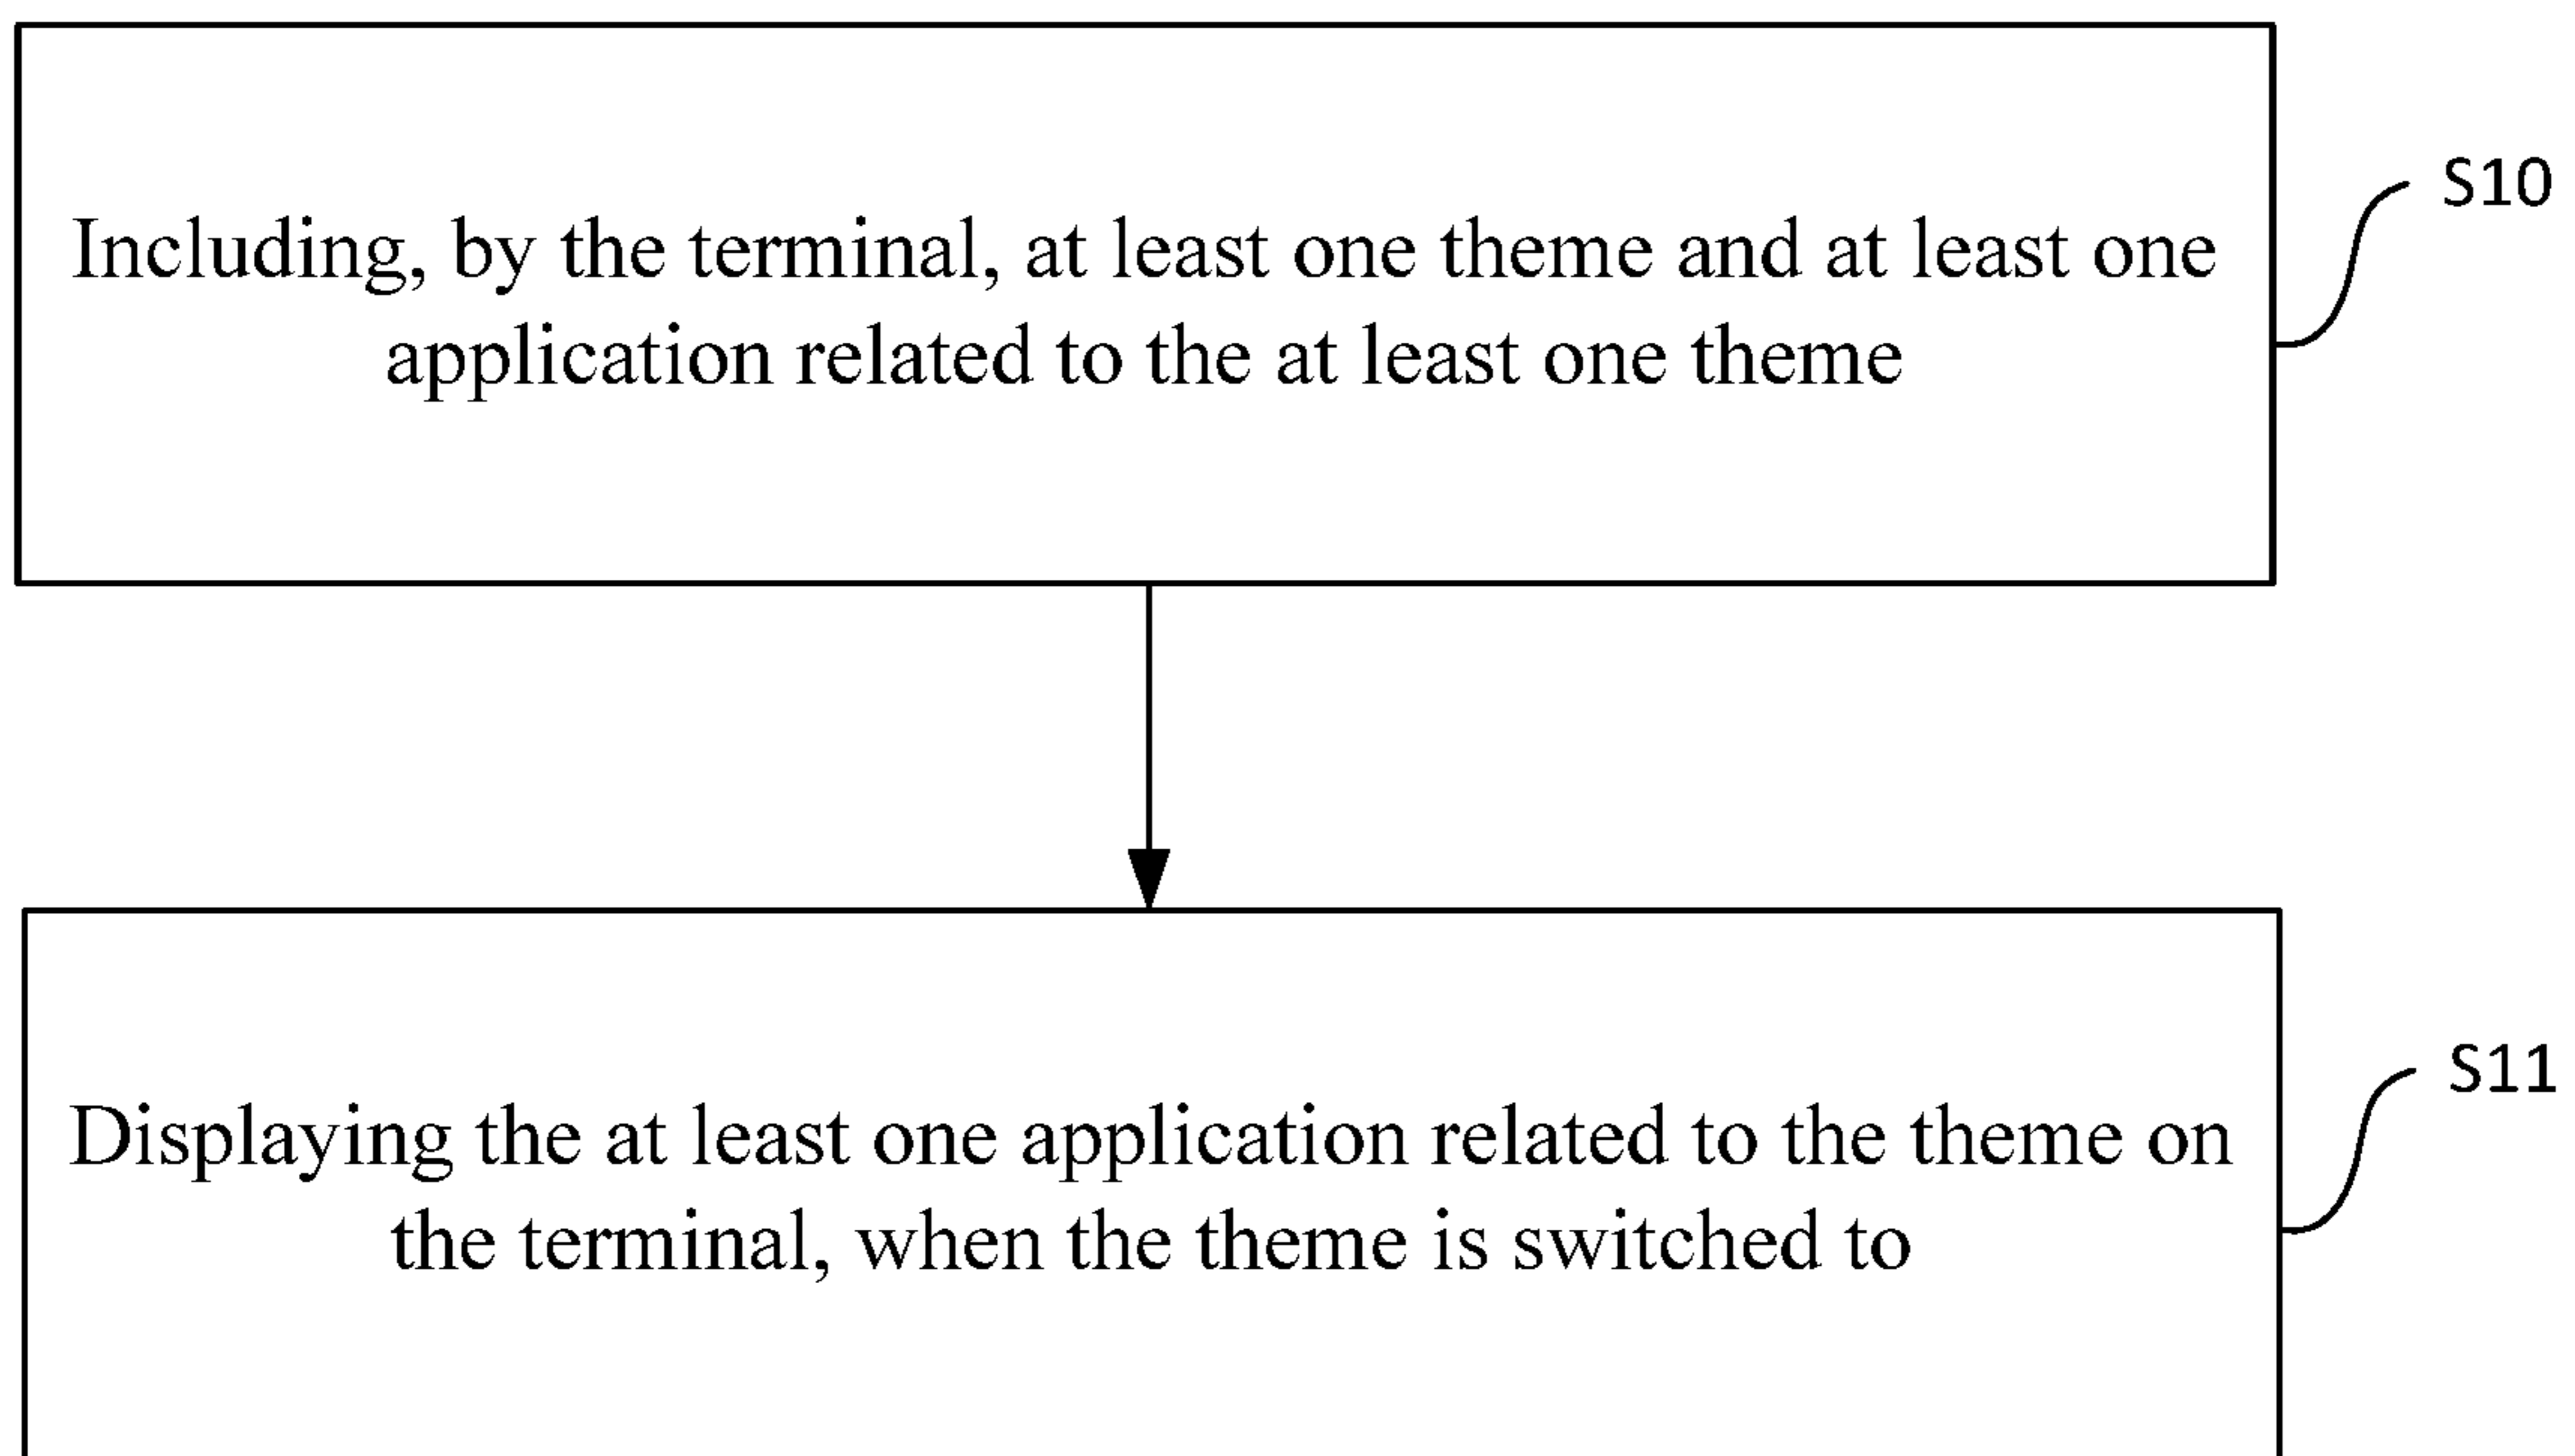 Including, by the terminal, at least one theme and at least one
application related to the at least one theme
S10
Displaying the at least one application related to the theme on
the terminal, when the theme is switched to
S11